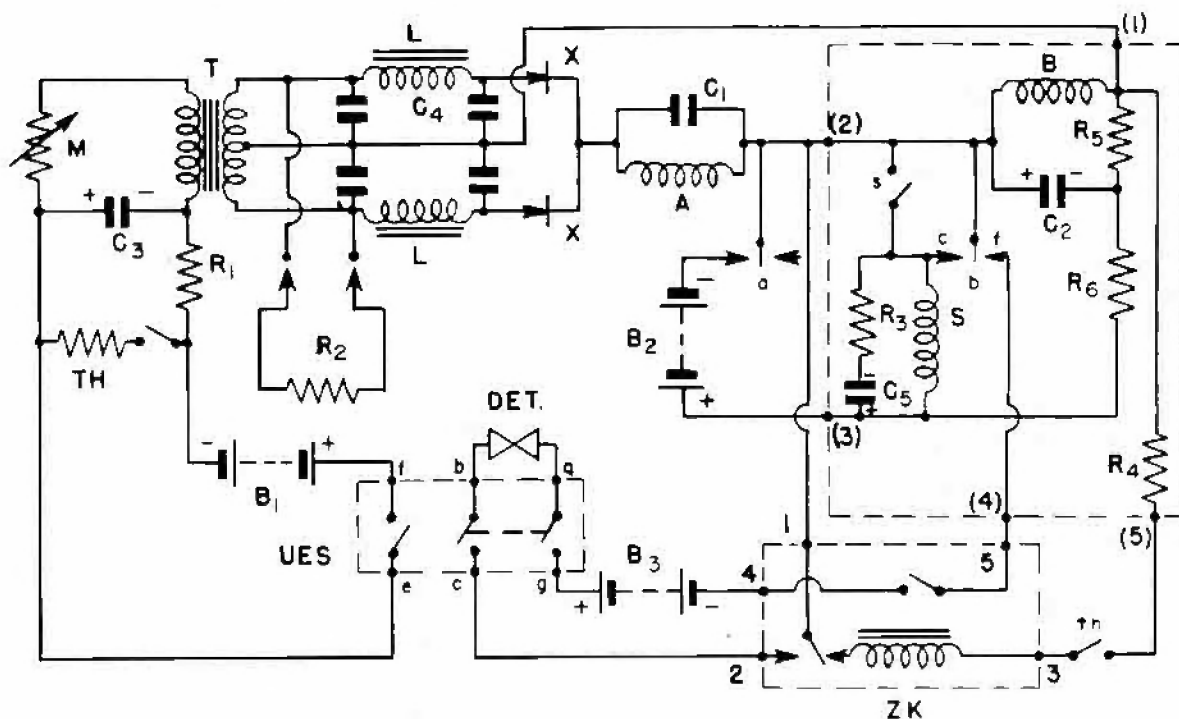 (1)
L
T
X
B
C4
C1
M
(2)
R5
+ -
C3
s
A
+ -
C2
L
X
c
f
R1
-
a
b
R6
R3
S
B2
R2
TH
-
C5
+
DET.
+
(3)
R4
- +
f
b
a
B1
1
(4)
(5)
UES
B3
4
5
e
c
g
+ -
th
2
3
ZK